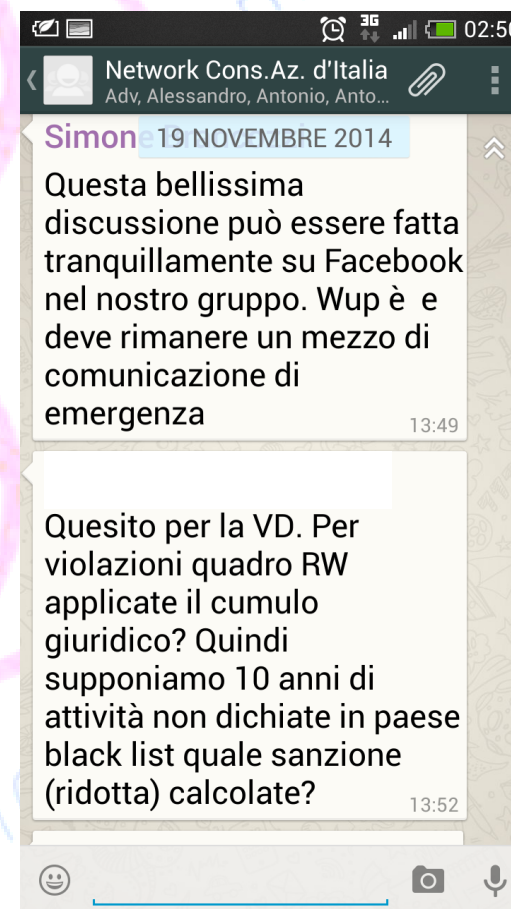 3G 02:50
Network Cons.Az. d'Italia
Adv, Alessandro, Antonio, Anto...
Simone
19 NOVEMBRE 2014
Questa bellissima
discussione può essere fatta
tranquillamente su Facebook
nel nostro gruppo. Wup è e
deve rimanere un mezzo di
comunicazione di
emergenza
13:49
Quesito per la VD. Per
violazioni quadro RW
applicate il cumulo
giuridico? Quindi
supponiamo 10 anni di
attività non dichiate in paese
black list quale sanzione
(ridotta) calcolate?
13:52